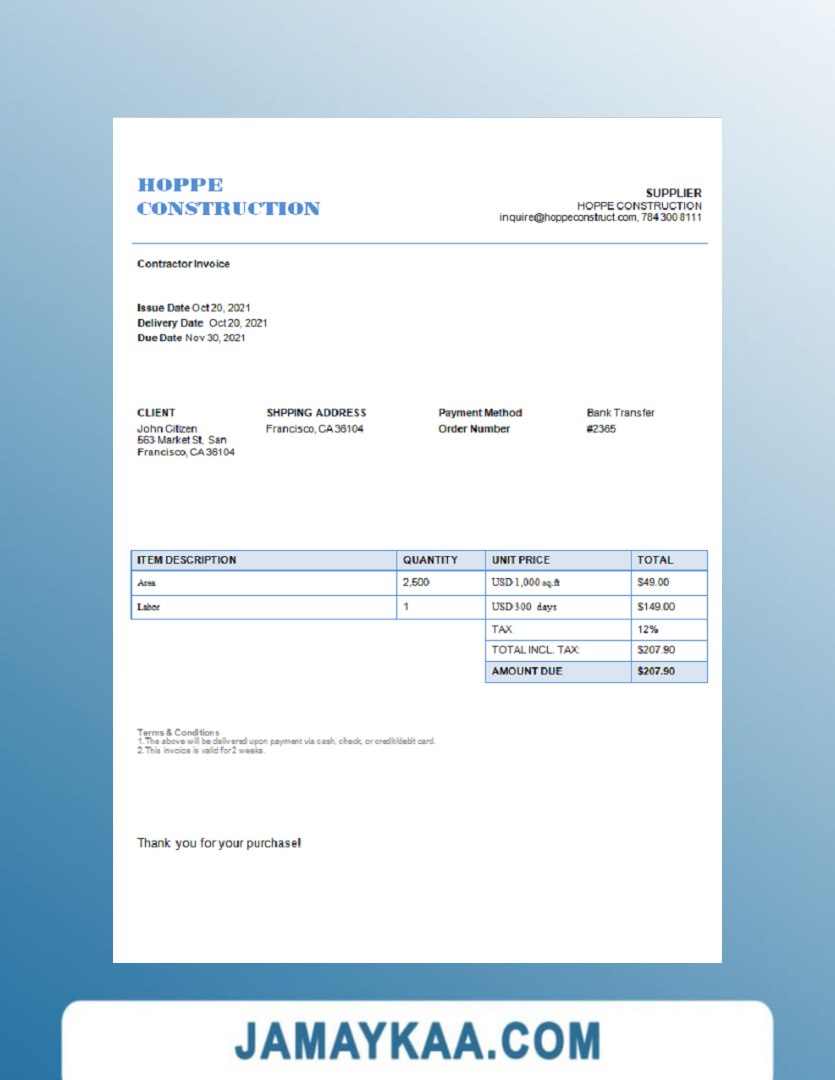 HOPPE
CONSTRUCTION
SUPPLIER
HOPPE CONSTRUCTION
inquire@hoppeconstruct.com, 784 300 8111
Contractor Invoice
Issue Date Oct 20, 2021
Delivery Date Oct 20, 2021
Due Date Nov 30, 2021
CLIENT
John Citizen
563 Market St, San
Francisco, CA 36104
SHPPING ADDRESS
Francisco, CA 36104
Payment Method Bank Transfer
Order Number #2365
ITEM DESCRIPTION QUANTITY UNIT PRICE TOTAL
Area 2,500 USD 1,000 sq.ft $49.00
Labor 1 USD 300 days $149.00
TAX 12%
TOTAL INCL. TAX: $207.90
AMOUNT DUE $207.90
Terms & Conditions
1. The above will be delivered upon payment via cash, check, or credit/debit card.
2. This invoice is valid for 2 weeks.
Thank you for your purchase!
JAMAYKAA.COM